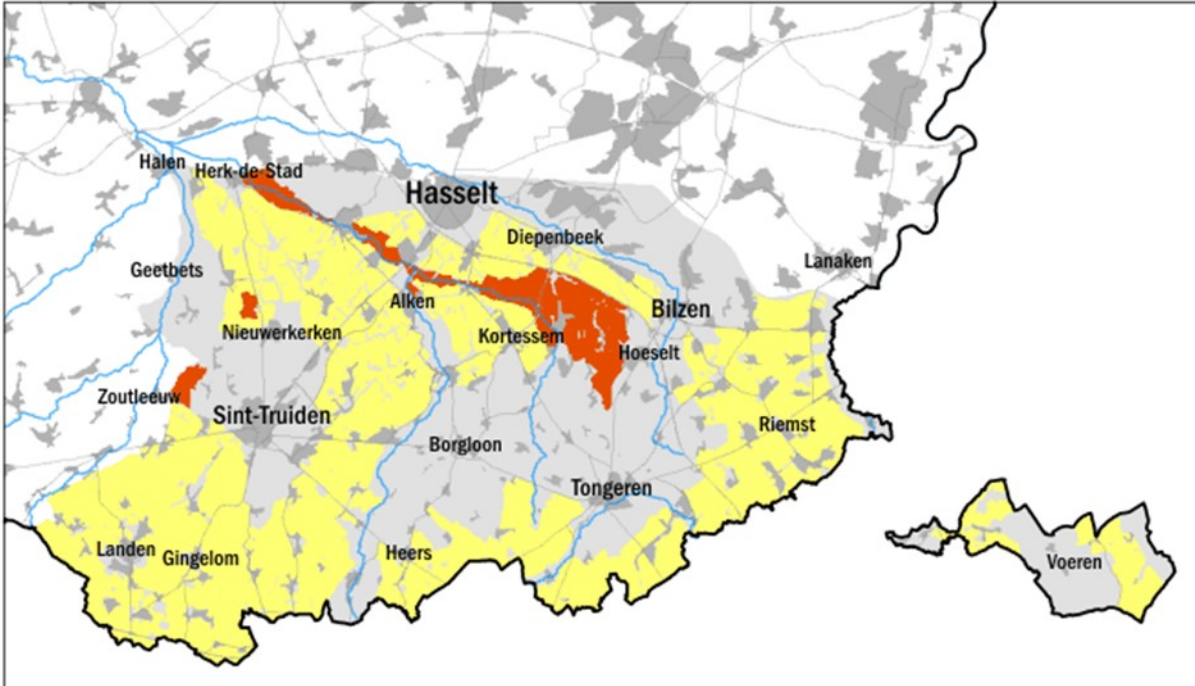 Halen
Herk-de-Stad
Hasselt
Diepenbeek
Geetbets
Lanaken
Alken
Bilzen
Nieuwerkerken
Kortessem
Hoeselt
Zoutleeuw
Sint-Truiden
Riemst
Borgloon
Tongeren
Landen
Gingelom
Heers
Voeren